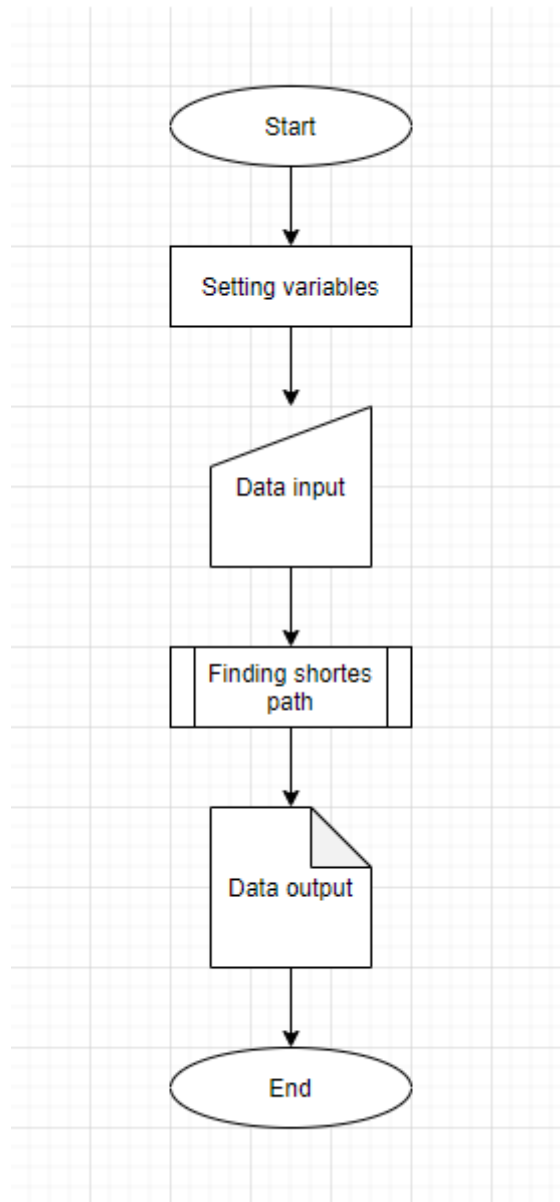 Start
Setting variables
Data input
Finding shortes
path
Data output
End